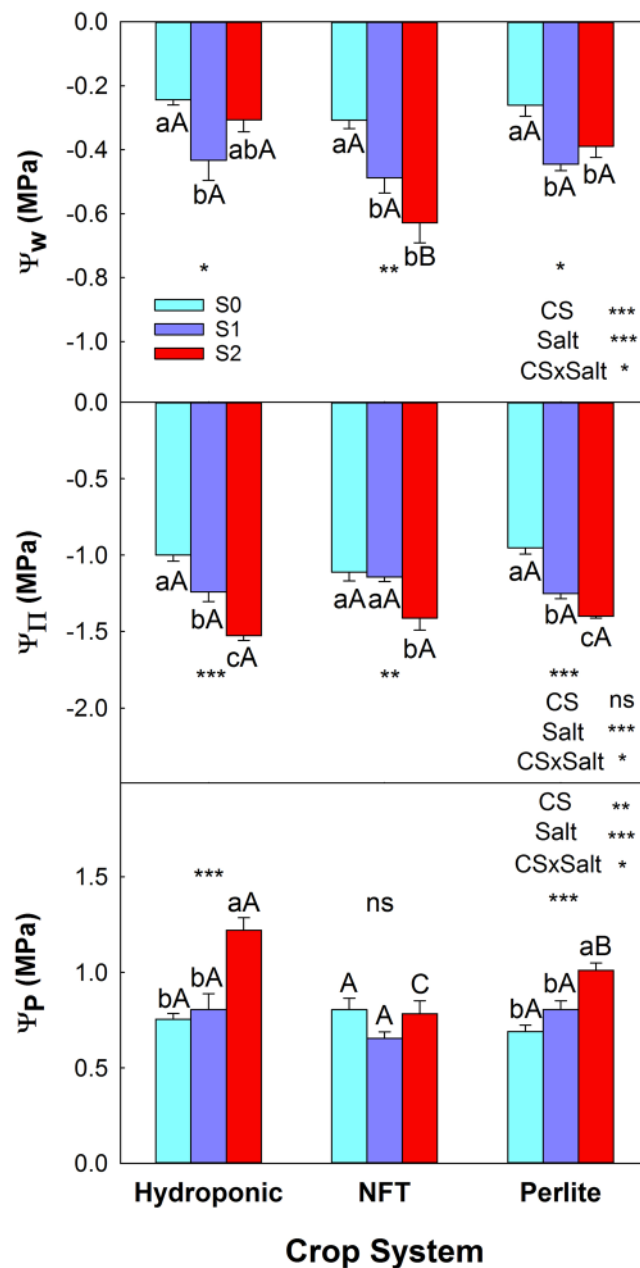 0.0
-0.2
-0.4
-0.6
-0.8
-1.0
Ψw (MPa)
aA
bA
abA
aA
bA
bB
aA
bA
bA
*
**
*
S0
S1
S2
CS ***
Salt ***
CSxSalt *
0.0
-0.5
-1.0
-1.5
-2.0
ΨΠ (MPa)
aA
bA
cA
aA
aA
bA
aA
bA
cA
***
**
***
CS ns
Salt ***
CSxSalt *
CS **
Salt ***
CSxSalt *
1.5
1.0
0.5
0.0
ΨP (MPa)
***
ns
***
bA
bA
aA
A
A
C
bA
bA
aB
Hydroponic NFT Perlite
Crop System